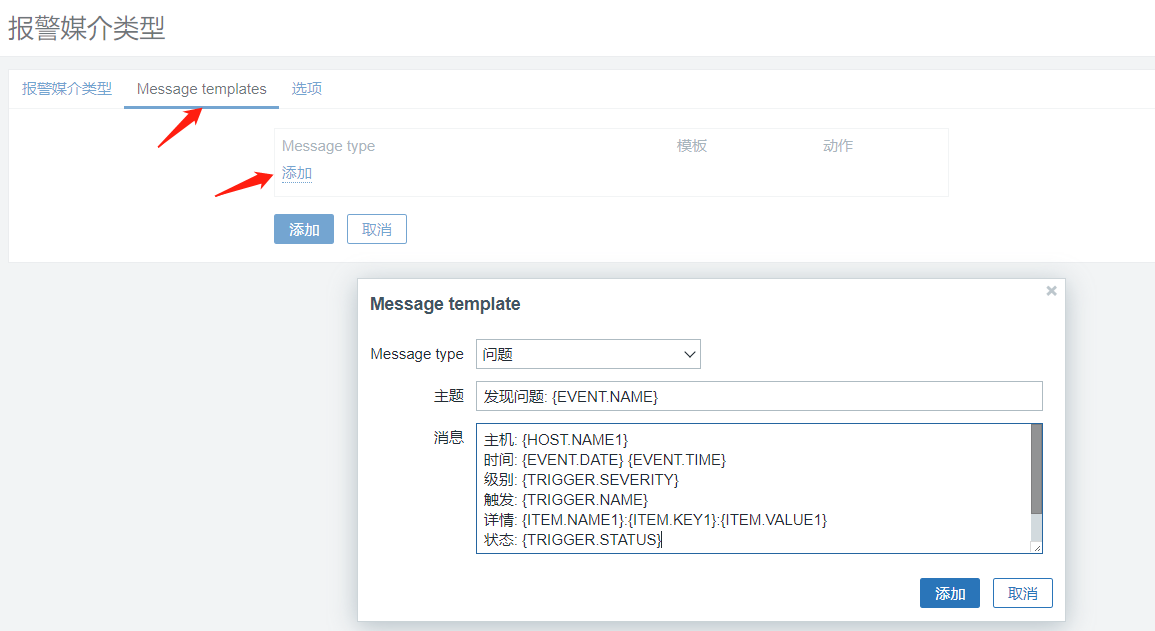 报警媒介类型
报警媒介类型 Message templates 选项
Message type 模板 动作
添加
添加 取消
Message template
Message type 问题
主题 发现问题: {EVENT.NAME}
消息 主机: {HOST.NAME1}
时间: {EVENT.DATE} {EVENT.TIME}
级别: {TRIGGER.SEVERITY}
触发: {TRIGGER.NAME}
详情: {ITEM.NAME1}:{ITEM.KEY1}:{ITEM.VALUE1}
状态: {TRIGGER.STATUS}
添加 取消